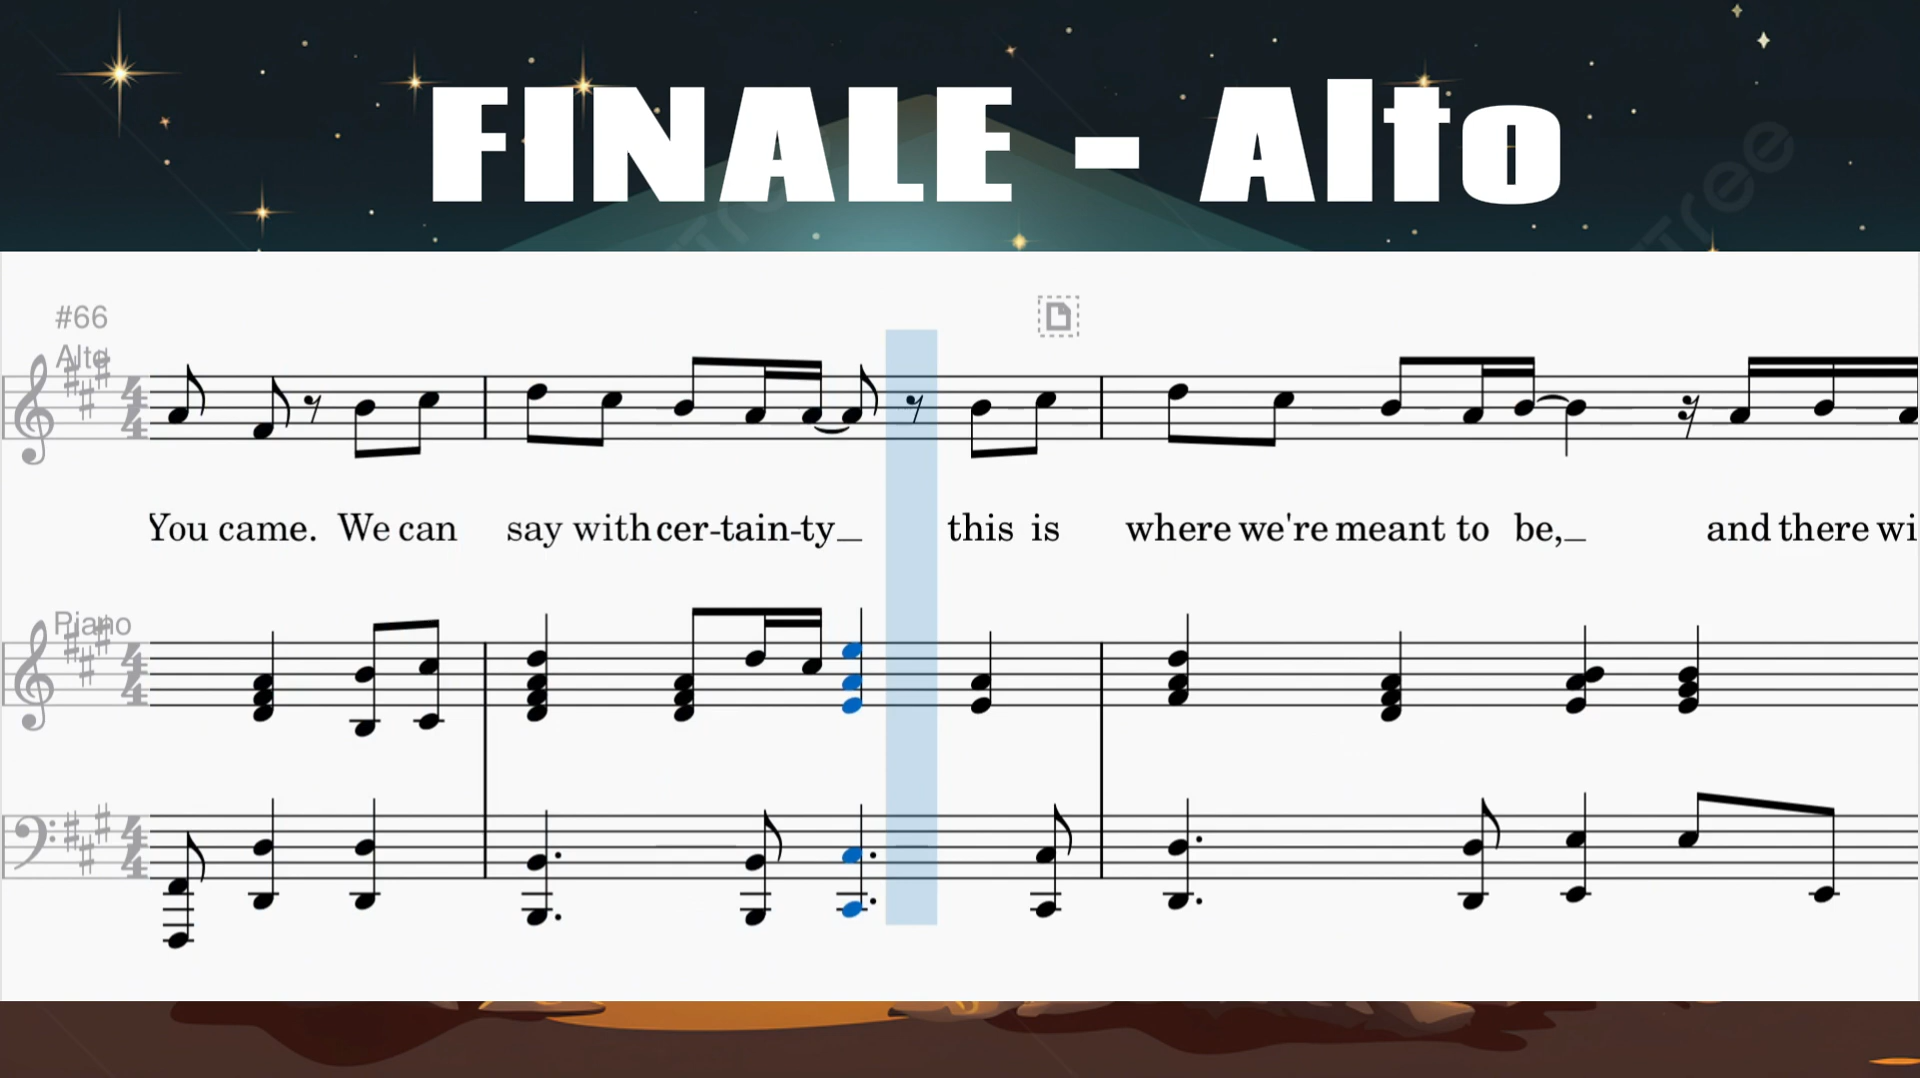 FINALE - Alto
#66
Alto
You came. We can say with cer-tain-ty_ this is where we're meant to be,_ and there wi
Piano